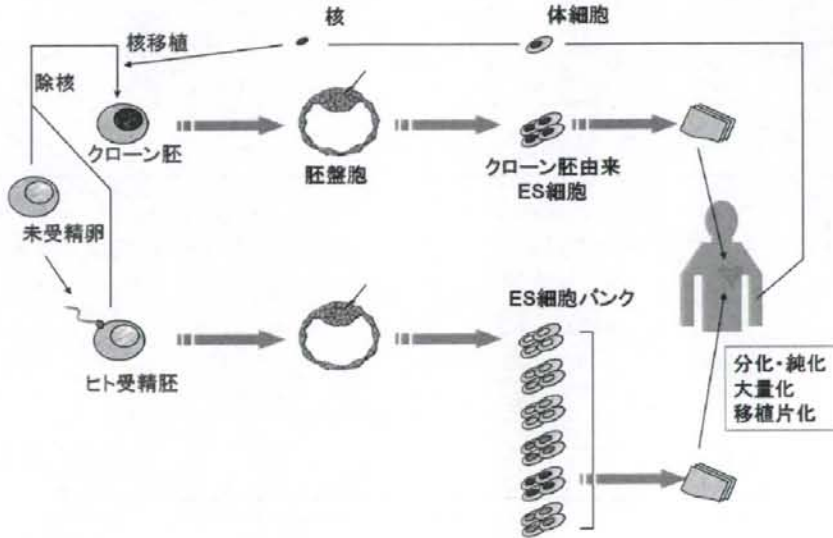 核
体細胞
核移植
除核
クローン胚
胚盤胞
クローン胚由来
ES細胞
未受精卵
ES細胞バンク
ヒト受精胚
分化・純化
大量化
移植片化